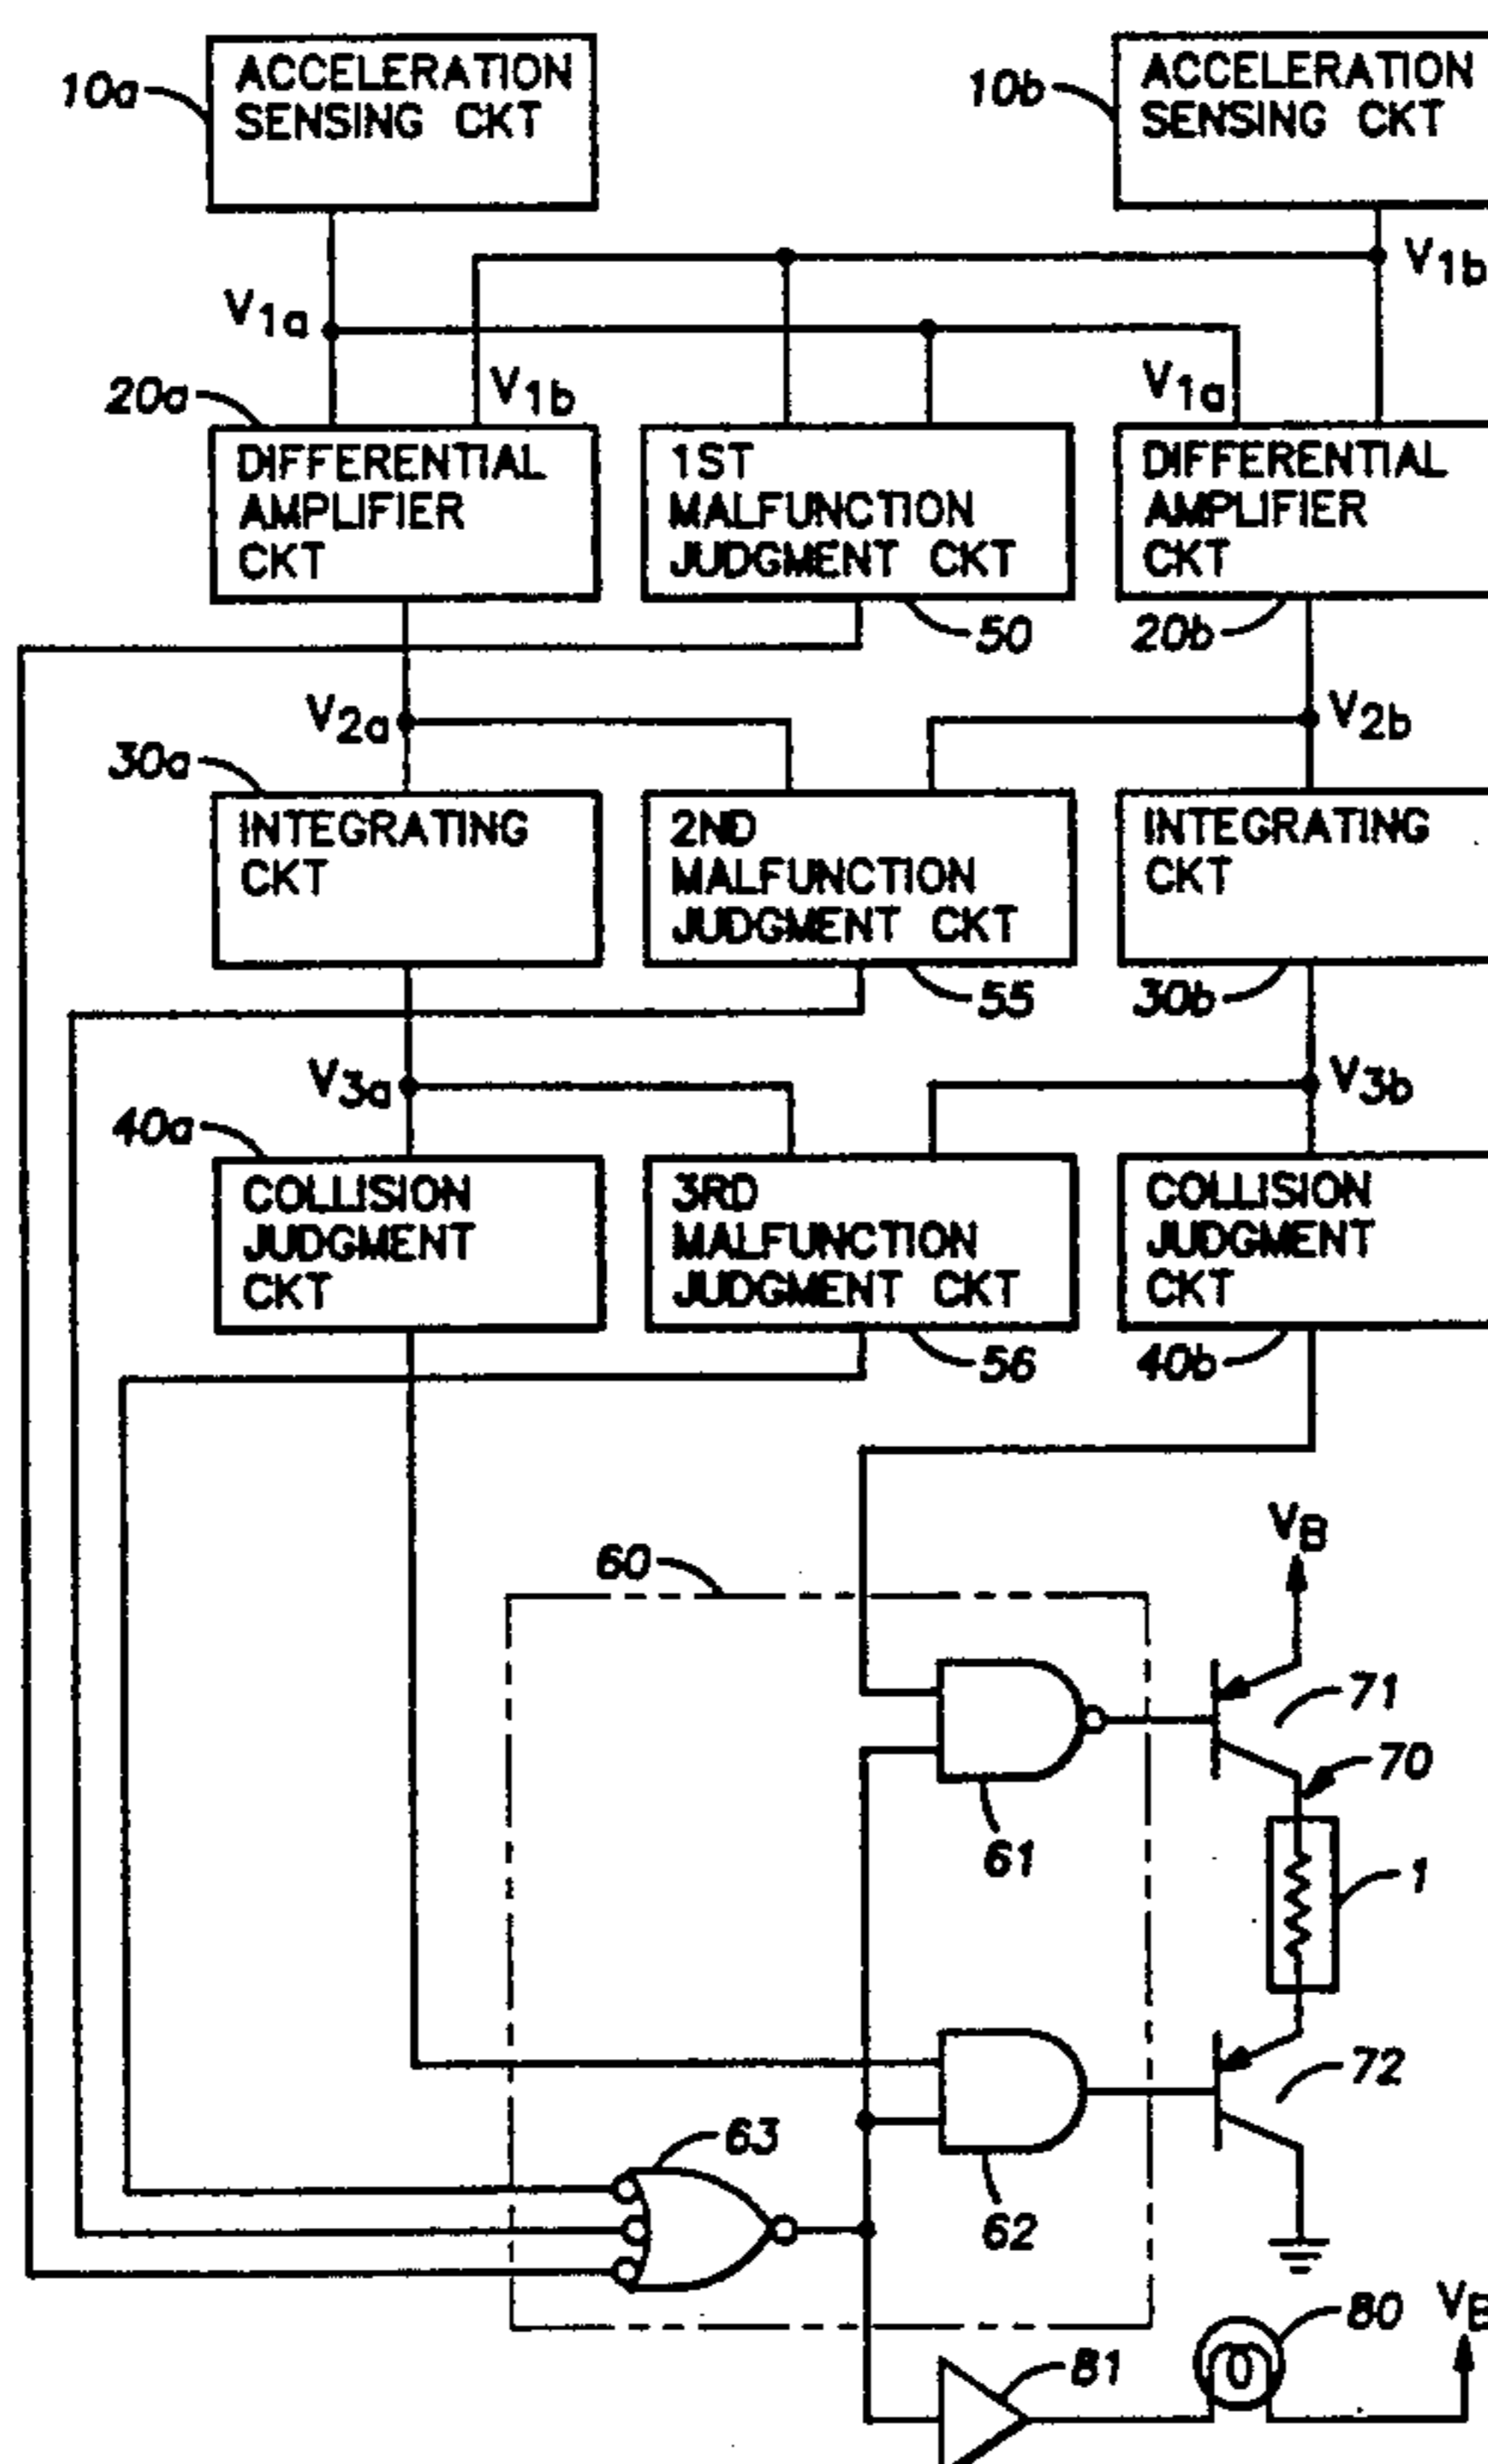 10a
ACCELERATION
SENSING CKT
10b
ACCELERATION
SENSING CKT
V1b
V1a
20a
V1b
V1a
DIFFERENTIAL
AMPLIFIER
CKT
1ST
MALFUNCTION
JUDGMENT CKT
DIFFERENTIAL
AMPLIFIER
CKT
50
20b
V2a
V2b
30a
INTEGRATING
CKT
2ND
MALFUNCTION
JUDGMENT CKT
INTEGRATING
CKT
55
30b
V3a
V3b
40a
COLLISION
JUDGMENT
CKT
3RD
MALFUNCTION
JUDGMENT CKT
COLLISION
JUDGMENT
CKT
56
40b
VB
60
71
70
61
1
72
63
62
80
VB
81